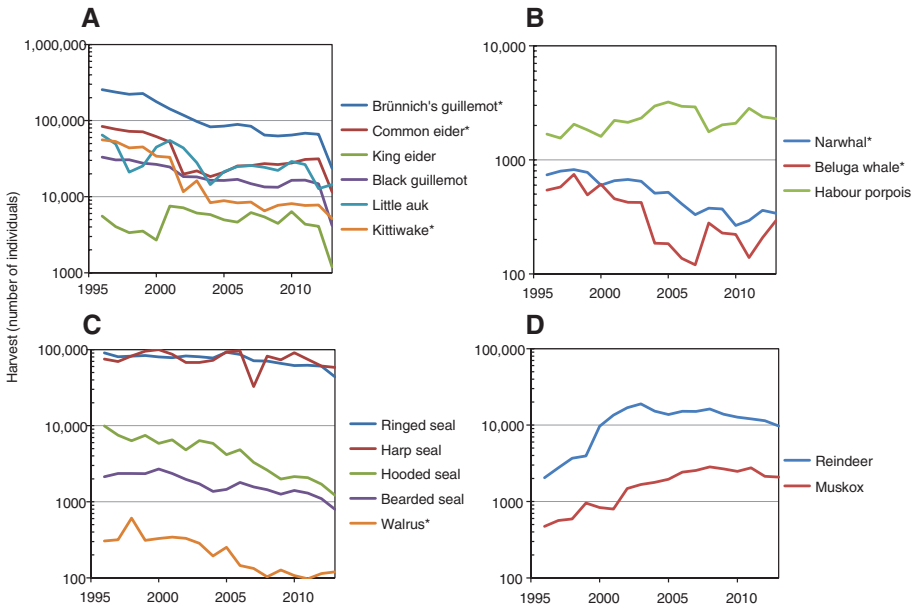 A
1,000,000
100,000
10,000
1000
1995
2000
2005
2010
Brünnich's guillemot*
Common eider*
King eider
Black guillemot
Little auk
Kittiwake*
B
10,000
1000
100
1995
2000
2005
2010
Narwhal*
Beluga whale*
Habour porpois
Harvest (number of individuals)
C
100,000
10,000
1000
100
1995
2000
2005
2010
Ringed seal
Harp seal
Hooded seal
Bearded seal
Walrus*
D
100,000
10,000
1000
100
1995
2000
2005
2010
Reindeer
Muskox